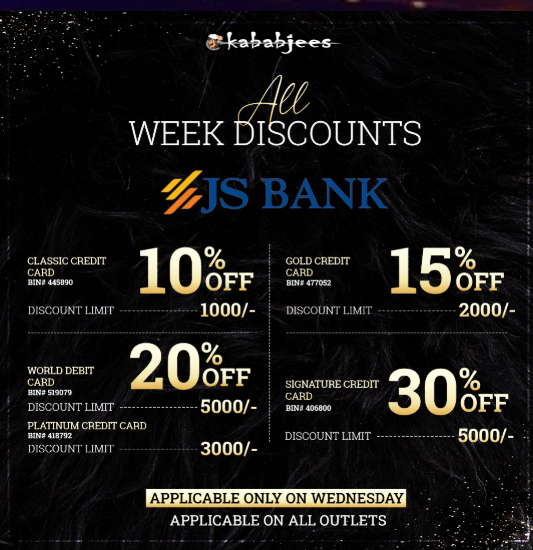 kababjees
All
WEEK DISCOUNTS
JS BANK
CLASSIC CREDIT
CARD
BIN# 445890
10% OFF
DISCOUNT LIMIT 1000/-
GOLD CREDIT
CARD
BIN# 477052
15% OFF
DISCOUNT LIMIT 2000/-
WORLD DEBIT
CARD
BIN# 519079
20% OFF
DISCOUNT LIMIT 5000/-
PLATINUM CREDIT CARD
BIN# 418792
DISCOUNT LIMIT 3000/-
SIGNATURE CREDIT
CARD
BIN# 406800
30% OFF
DISCOUNT LIMIT 5000/-
APPLICABLE ONLY ON WEDNESDAY
APPLICABLE ON ALL OUTLETS